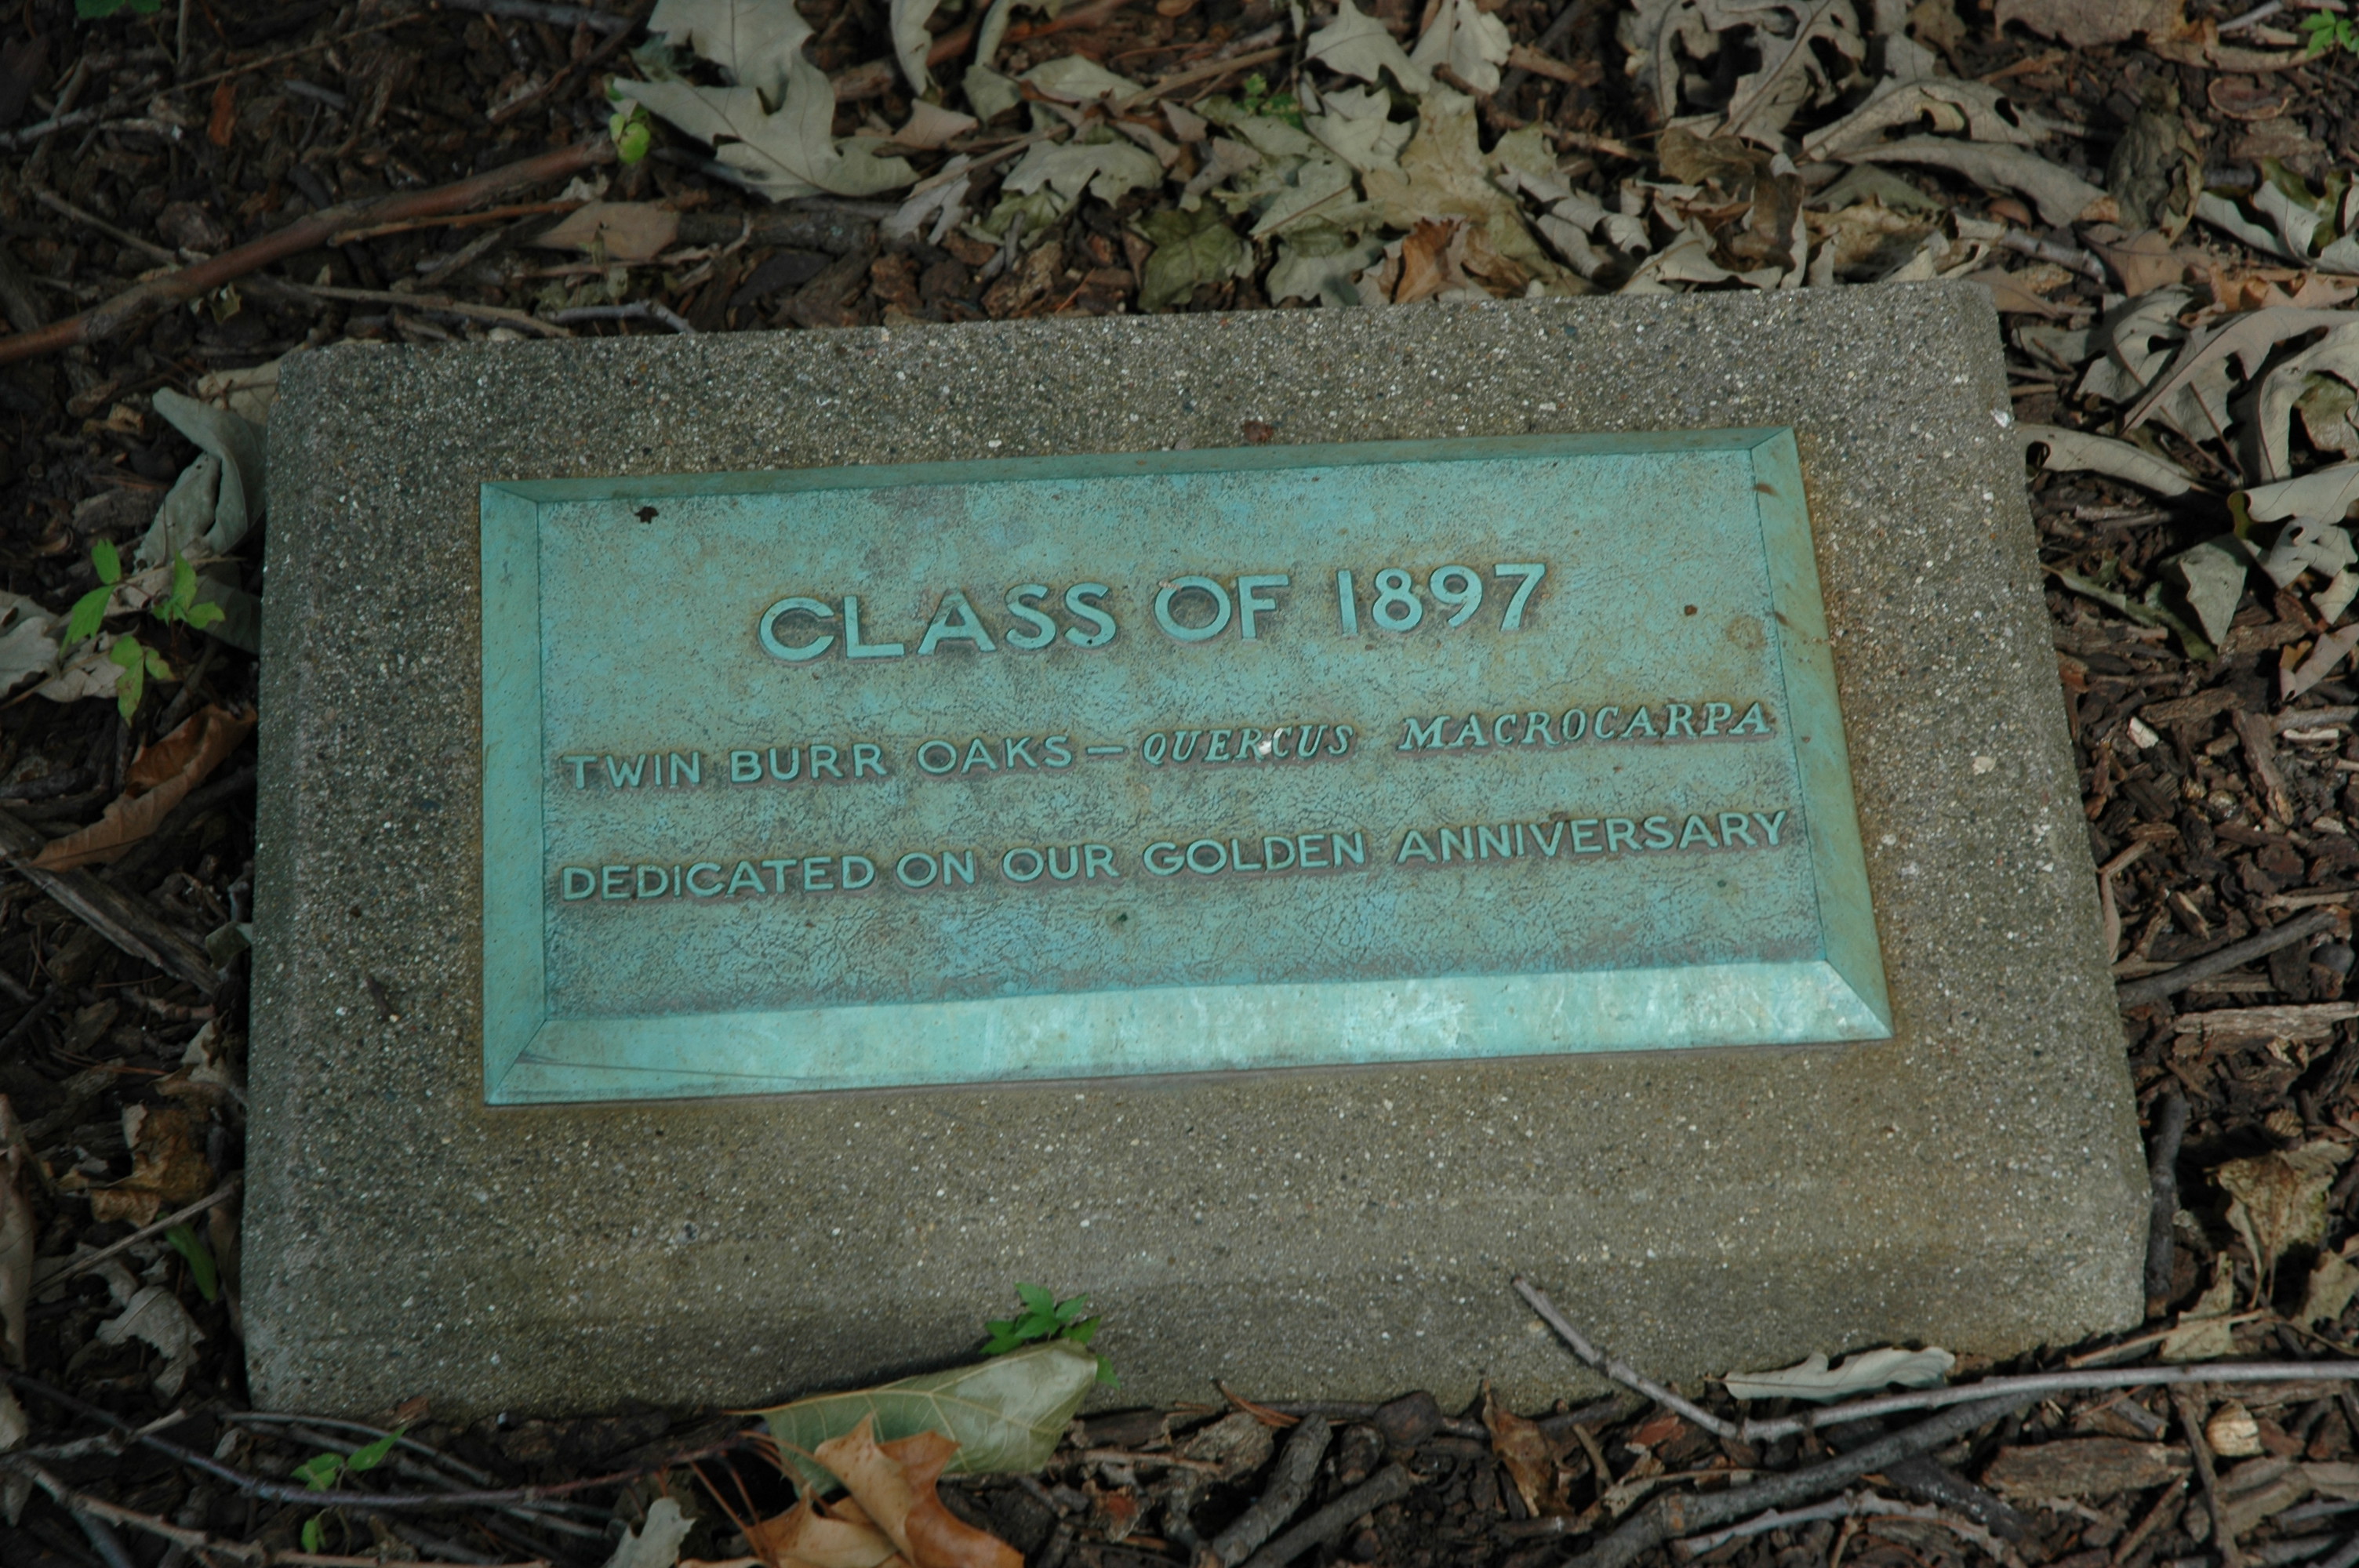 CLASS OF 1897
TWIN BURR OAKS — QUERCUS MACROCARPA
DEDICATED ON OUR GOLDEN ANNIVERSARY